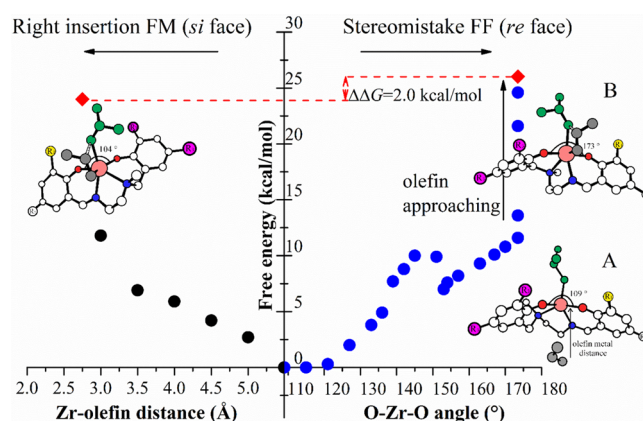 Right insertion FM (si face)
Stereomistake FF (re face)
30
25
20
15
10
5
0
Free energy (kcal/mol)
ΔΔG=2.0 kcal/mol
olefin
approaching
R
R
R
R
104 °
B
R
R
R
173 °
A
R
R
R
109 °
olefin metal
distance
2.0 2.5 3.0 3.5 4.0 4.5 5.0
110 120 130 140 150 160 170 180
Zr-olefin distance (Å)
O-Zr-O angle (°)